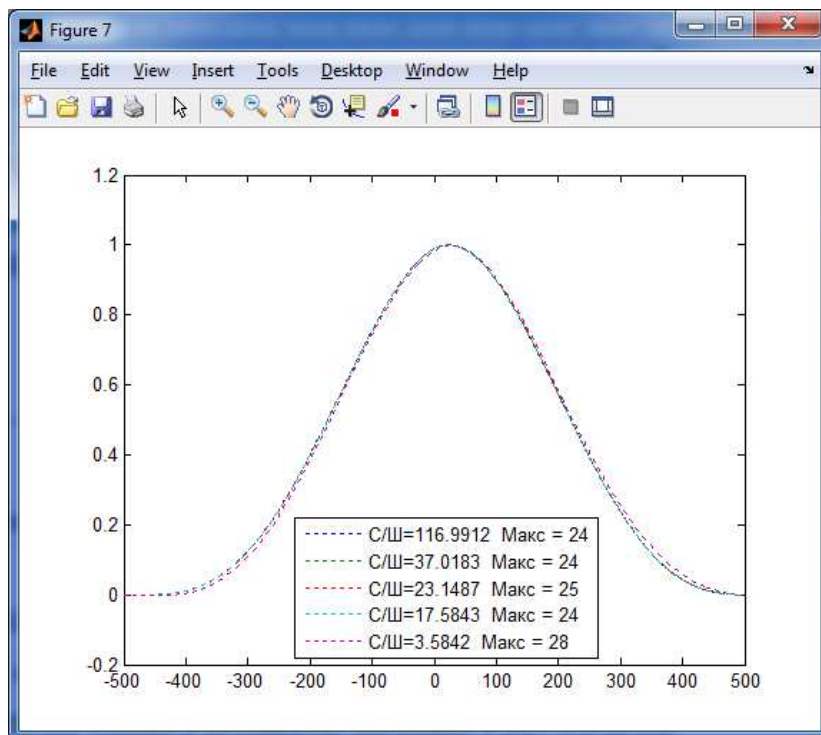 Figure 7
File Edit View Insert Tools Desktop Window Help
1.2
1
0.8
0.6
0.4
0.2
0
-0.2
С/Ш=116.9912 Макс = 24
С/Ш=37.0183 Макс = 24
С/Ш=23.1487 Макс = 25
С/Ш=17.5843 Макс = 24
С/Ш=3.5842 Макс = 28
-500 -400 -300 -200 -100 0 100 200 300 400 500